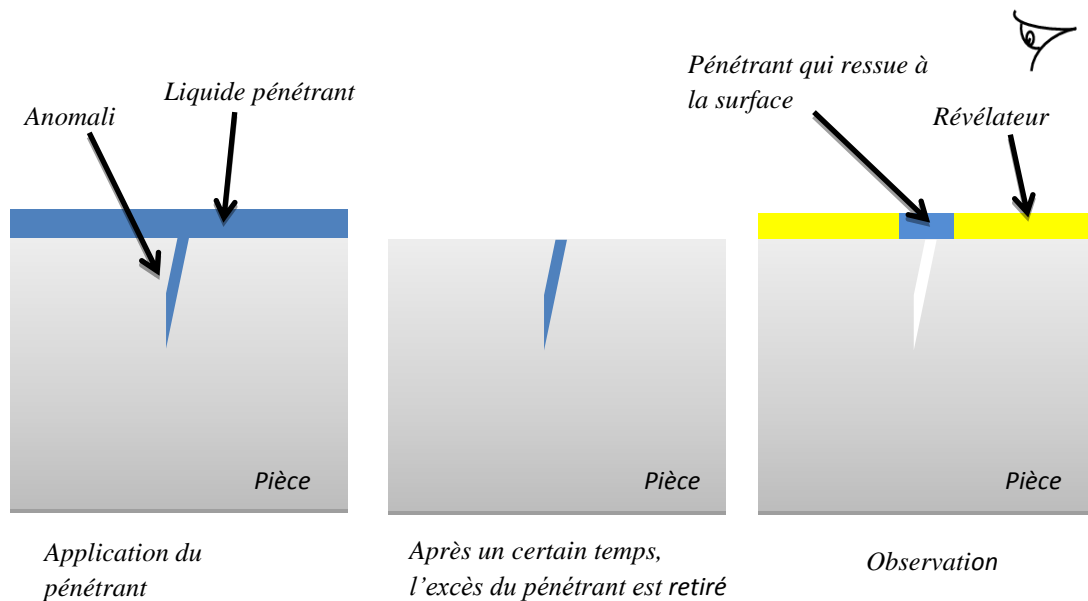 Anomali
Liquide pénétrant
Pénétrant qui ressue à
la surface
Révélateur
Pièce
Pièce
Application du
pénétrant
Après un certain temps,
l'excès du pénétrant est retiré
Observation